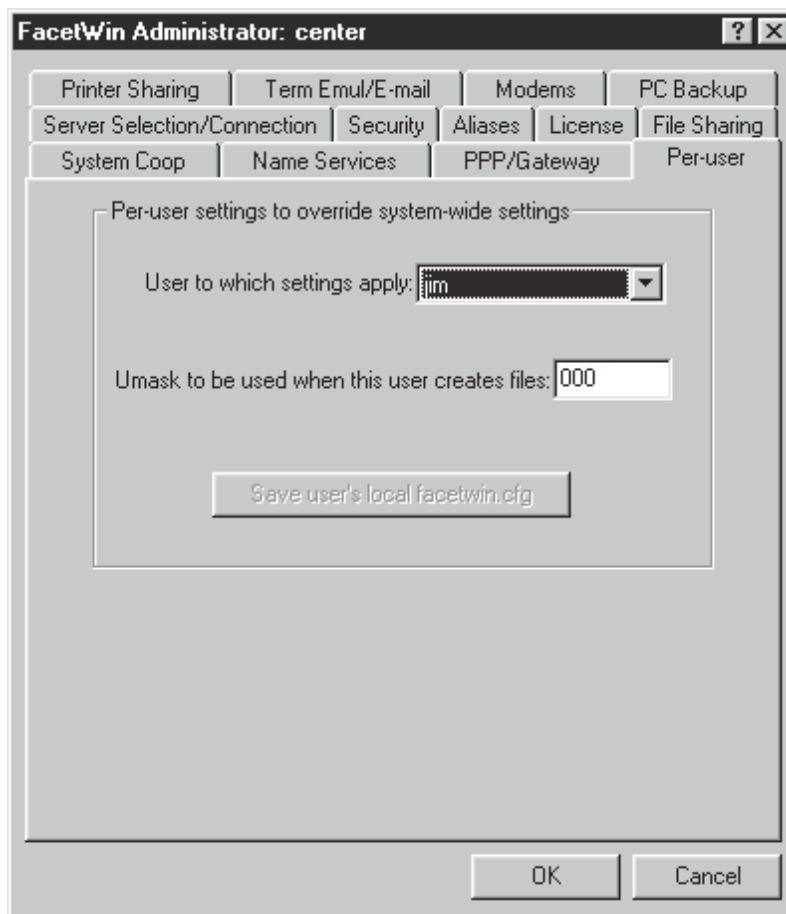 FacetWin Administrator: center ? X
Printer Sharing Term Emul/E-mail Modems PC Backup
Server Selection/Connection Security Aliases License File Sharing
System Coop Name Services PPP/Gateway Per-user
Per-user settings to override system-wide settings
User to which settings apply: jim
Umask to be used when this user creates files: 000
Save user's local facetwin.cfg
OK Cancel